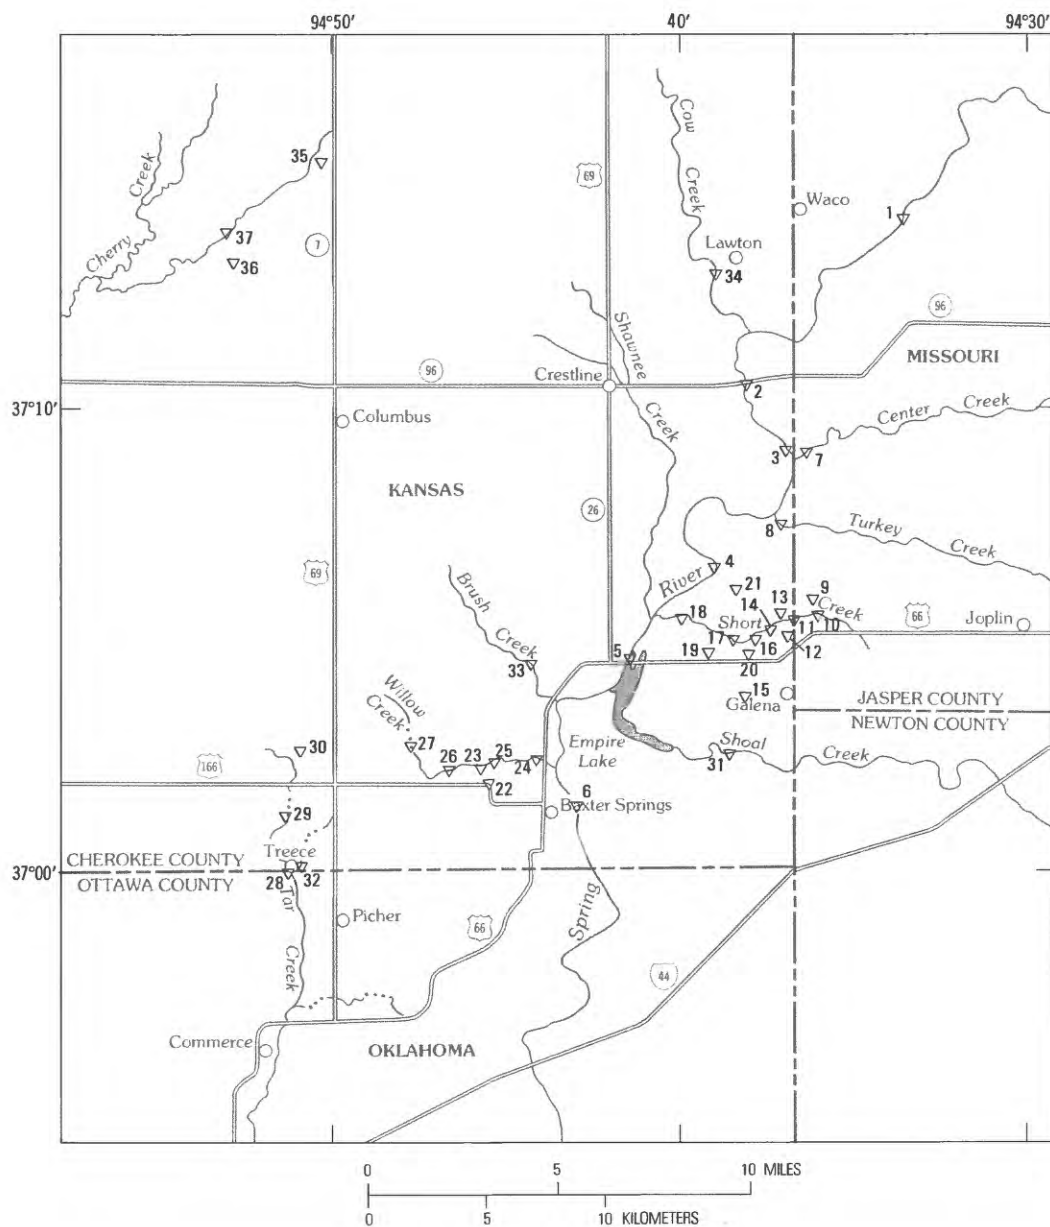 94°50'
40'
94°30'
Cow
Creek
35
69
Waco
1
Creek
Cherry
37
7
Lawton
36
34
Shawnee
96
MISSOURI
96
Crestline
2
37°10'
Columbus
Center
Creek
Creek
3
7
KANSAS
26
8
Turkey
Creek
69
River
4
21
13
9
Brush
14
Creek
18
Short
66
Joplin
10
11
17
16
Creek
5
19
12
33
20
Willow
15
Galena
JASPER COUNTY
NEWTON COUNTY
Creek
27
30
25
Empire
Lake
Shoal
Creek
26
23
24
31
166
22
6
Baxter Springs
29
Treece
CHEROKEE COUNTY
37°00'
OTTAWA COUNTY
28
32
Tar
Picher
66
Spring
Creek
44
Commerce
OKLAHOMA
0
5
10 MILES
0
5
10 KILOMETERS